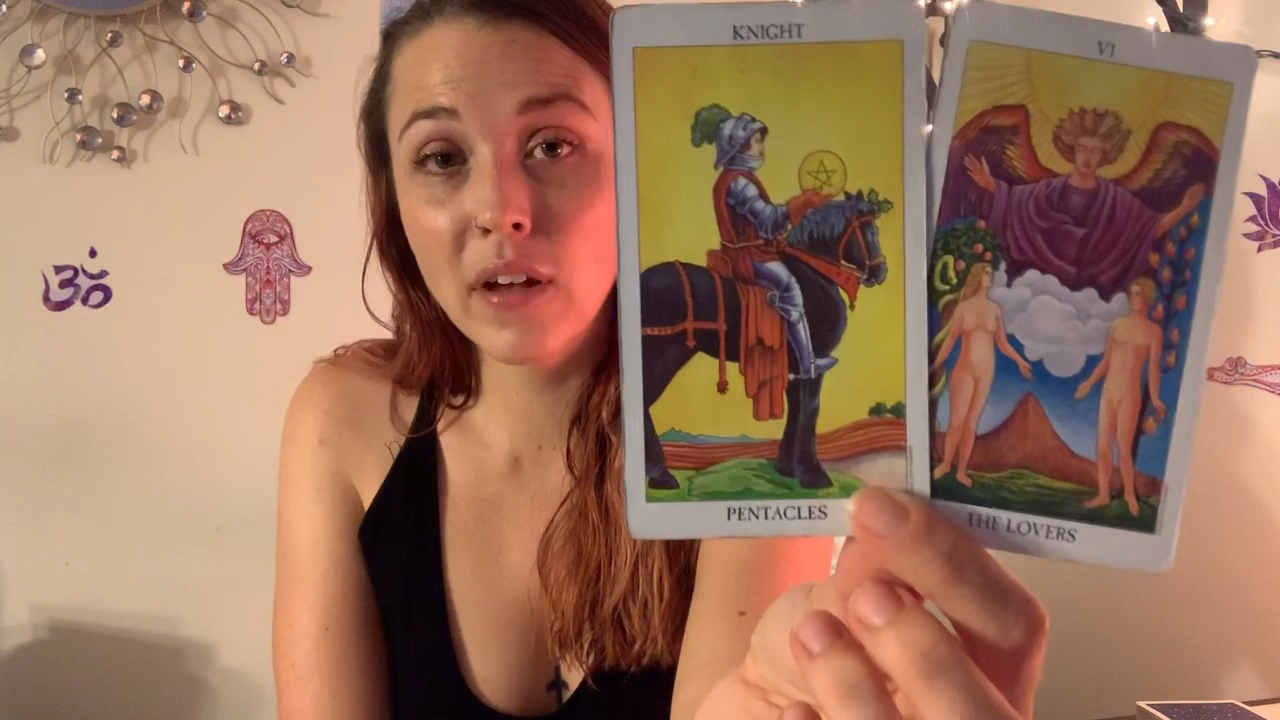 KNIGHT
PENTACLES
VI
THE LOVERS
ॐ